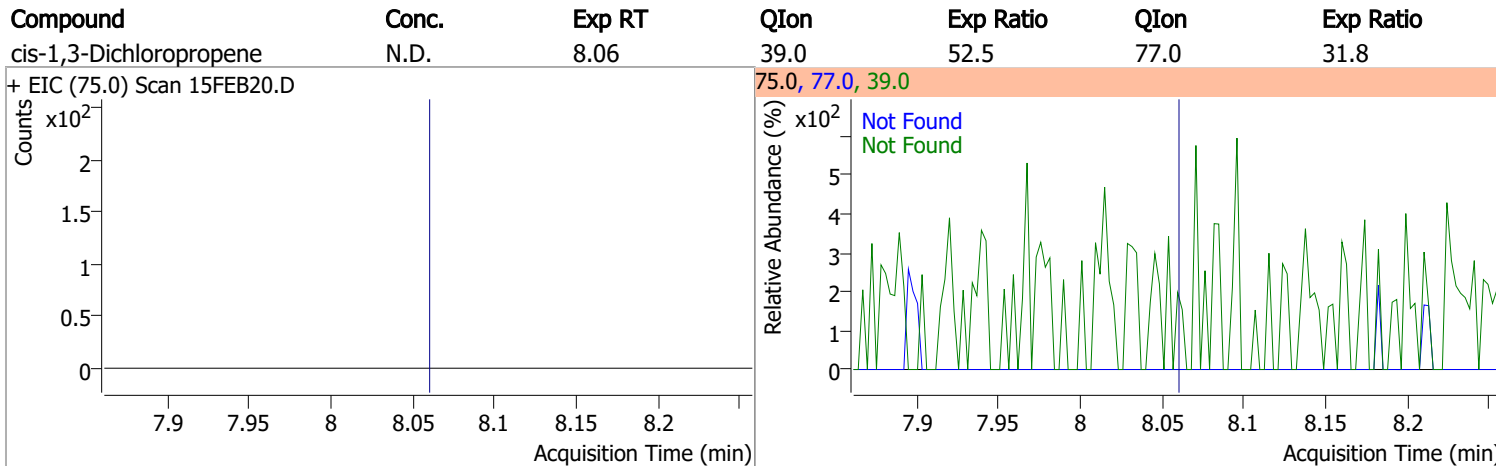 Compound Conc. Exp RT QIon Exp Ratio QIon Exp Ratio
cis-1,3-Dichloropropene N.D. 8.06 39.0 52.5 77.0 31.8
+ EIC (75.0) Scan 15FEB20.D
Counts
x10²
2
1.5
1
0.5
0
7.9 7.95 8 8.05 8.1 8.15 8.2
Acquisition Time (min)
75.0, 77.0, 39.0
Relative Abundance (%)
x10²
Not Found
Not Found
5
4
3
2
1
0
7.9 7.95 8 8.05 8.1 8.15 8.2
Acquisition Time (min)